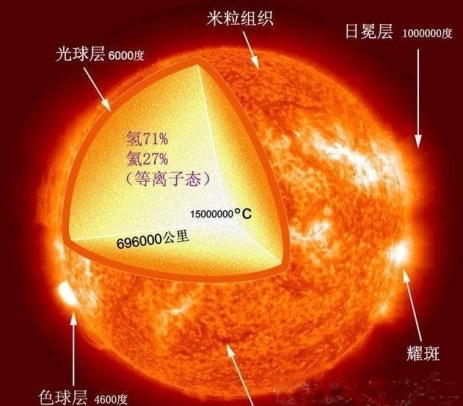 米粒组织
日冕层 1000000度
光球层 6000度
氢71%
氦27%
（等离子态）
15000000°C
696000公里
耀斑
色球层 4600度